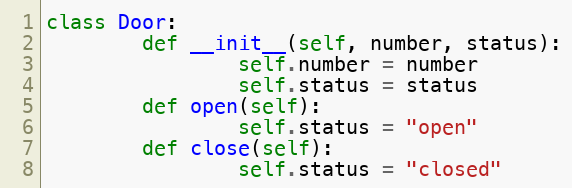 1 class Door:
2         def __init__(self, number, status):
3                 self.number = number
4                 self.status = status
5         def open(self):
6                 self.status = "open"
7         def close(self):
8                 self.status = "closed"